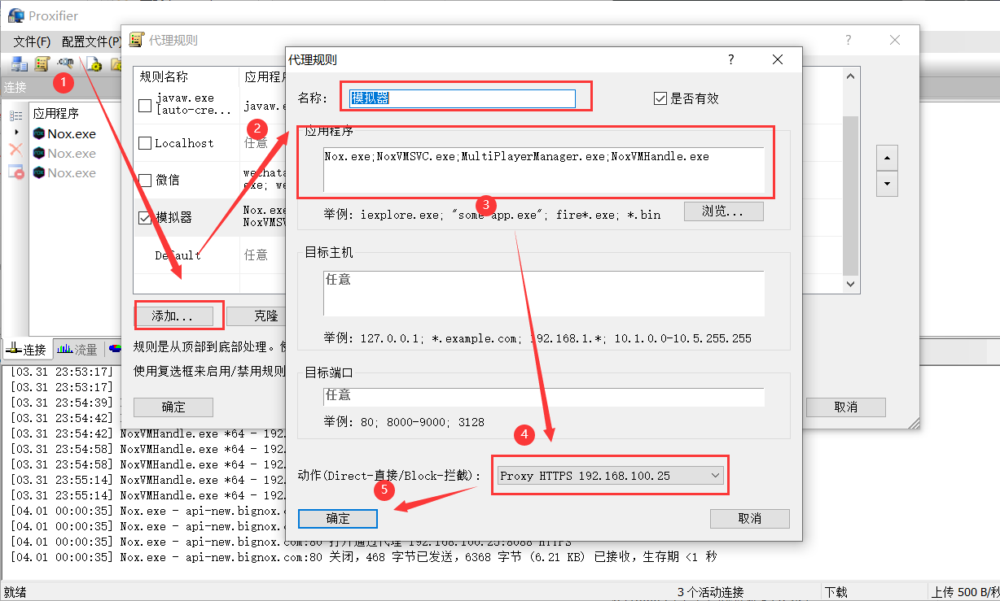 Proxifier
文件(F) 配置文件(P)
连接
1
应用程序
Nox.exe
Nox.exe
Nox.exe
代理规则
?
规则名称
javaw.exe
[auto-cre...
javaw.e
Localhost
任意
2
微信
wechata
exe; we
模拟器
Nox.exe
NoxVMSV
Default
任意
添加...
克隆
规则是从顶部到底部处理。
使用复选框来启用/禁用规则
确定
取消
代理规则
?
名称:
模拟器
是否有效
应用程序
Nox.exe;NoxVMSVC.exe;MultiPlayerManager.exe;NoxVMHandle.exe
3
举例: iexplore.exe; "some app.exe"; fire*.exe; *.bin
浏览...
目标主机
任意
举例: 127.0.0.1; *.example.com; 192.168.1.*; 10.1.0.0-10.5.255.255
目标端口
任意
举例: 80; 8000-9000; 3128
4
动作(Direct-直接/Block-拦截):
Proxy HTTPS 192.168.100.25
5
确定
取消
连接
流量
[03.31 23:53:17]
[03.31 23:53:17]
[03.31 23:54:39]
[03.31 23:54:42]
[03.31 23:54:42] NoxVMHandle.exe *64 - 192.
[03.31 23:54:58] NoxVMHandle.exe *64 - 192.
[03.31 23:54:58] NoxVMHandle.exe *64 - 192.
[03.31 23:55:14] NoxVMHandle.exe *64 - 192.
[03.31 23:55:14] NoxVMHandle.exe *64 - 192.
[04.01 00:00:35] Nox.exe - api-new.bignox.c
[04.01 00:00:35] Nox.exe - api-new.bignox.c
[04.01 00:00:35] Nox.exe - api-new.bignox.com:80 打开通过代理 192.168.100.25:8088 HTTPS
[04.01 00:00:35] Nox.exe - api-new.bignox.com:80 关闭, 468 字节已发送, 6368 字节 (6.21 KB) 已接收, 生存期 <1 秒
就绪
3 个活动连接
下载
上传 500 B/秒